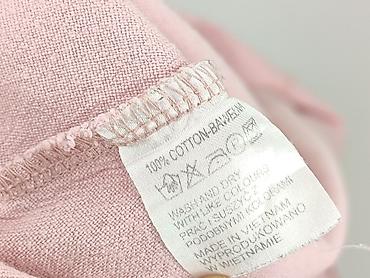 100% COTTON-BAWEŁNA
WASH AND DRY
WITH LIKE COLOURS
PRAĆ I SUSZYĆ Z
PODOBNYMI KOLORAMI
MADE IN VIETNAM
WYPRODUKOWANO
W WIETNAMIE